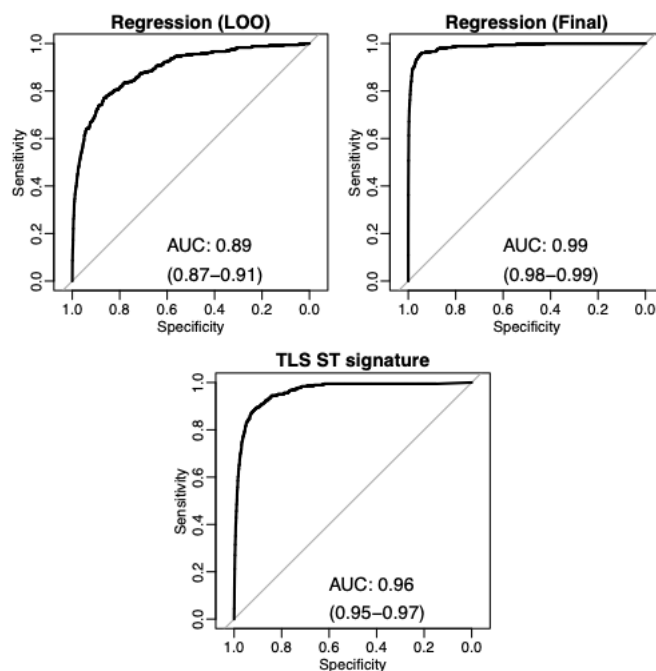 Regression (LOO)
1.0
0.8
0.6
0.4
0.2
0.0
Sensitivity
AUC: 0.89
(0.87–0.91)
1.0 0.8 0.6 0.4 0.2 0.0
Specificity
Regression (Final)
1.0
0.8
0.6
0.4
0.2
0.0
Sensitivity
AUC: 0.99
(0.98–0.99)
1.0 0.8 0.6 0.4 0.2 0.0
Specificity
TLS ST signature
1.0
0.8
0.6
0.4
0.2
0.0
Sensitivity
AUC: 0.96
(0.95–0.97)
1.0 0.8 0.6 0.4 0.2 0.0
Specificity